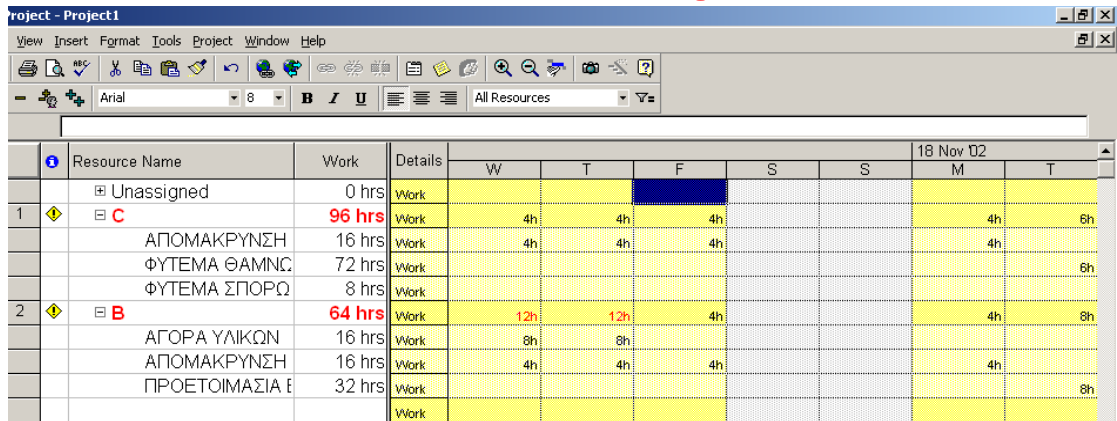 Project - Project1
View Insert Format Tools Project Window Help
Arial 8 B I U All Resources
Resource Name Work Details 18 Nov '02
W T F S S M T
Unassigned 0 hrs Work
1 C 96 hrs Work 4h 4h 4h 4h 6h
ΑΠΟΜΑΚΡΥΝΣΗ 16 hrs Work 4h 4h 4h 4h
ΦΥΤΕΜΑ ΘΑΜΝΩ 72 hrs Work 6h
ΦΥΤΕΜΑ ΣΠΟΡΩ 8 hrs Work
2 B 64 hrs Work 12h 12h 4h 4h 8h
ΑΓΟΡΑ ΥΛΙΚΩΝ 16 hrs Work 8h 8h
ΑΠΟΜΑΚΡΥΝΣΗ 16 hrs Work 4h 4h 4h 4h
ΠΡΟΕΤΟΙΜΑΣΙΑ Ε 32 hrs Work 8h
Work